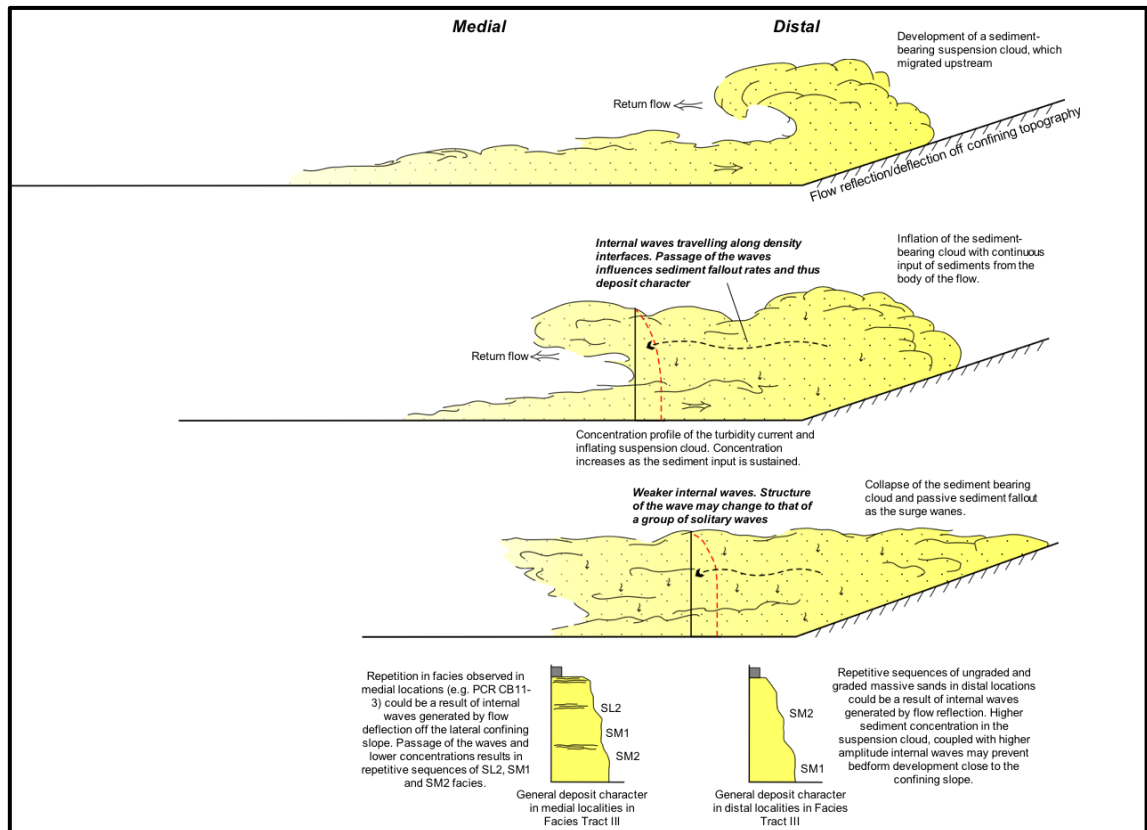 Medial
Distal
Development of a sediment-
bearing suspension cloud, which
migrated upstream
Return flow
Flow reflection/deflection off confining topography
Internal waves travelling along density
interfaces. Passage of the waves
influences sediment fallout rates and thus
deposit character
Inflation of the sediment-
bearing cloud with continuous
input of sediments from the
body of the flow.
Return flow
Concentration profile of the turbidity current and
inflating suspension cloud. Concentration
increases as the sediment input is sustained.
Weaker internal waves. Structure
of the wave may change to that of
a group of solitary waves
Collapse of the sediment bearing
cloud and passive sediment fallout
as the surge wanes.
Repetition in facies observed in
medial locations (e.g. PCR CB11-
3) could be a result of internal
waves generated by flow
deflection off the lateral confining
slope. Passage of the waves and
lower concentrations results in
repetitive sequences of SL2, SM1
and SM2 facies.
SL2
SM1
SM2
General deposit character
in medial localities in
Facies Tract III
SM2
SM1
General deposit character
in distal localities in Facies
Tract III
Repetitive sequences of ungraded and
graded massive sands in distal locations
could be a result of internal waves
generated by flow reflection. Higher
sediment concentration in the
suspension cloud, coupled with higher
amplitude internal waves may prevent
bedform development close to the
confining slope.